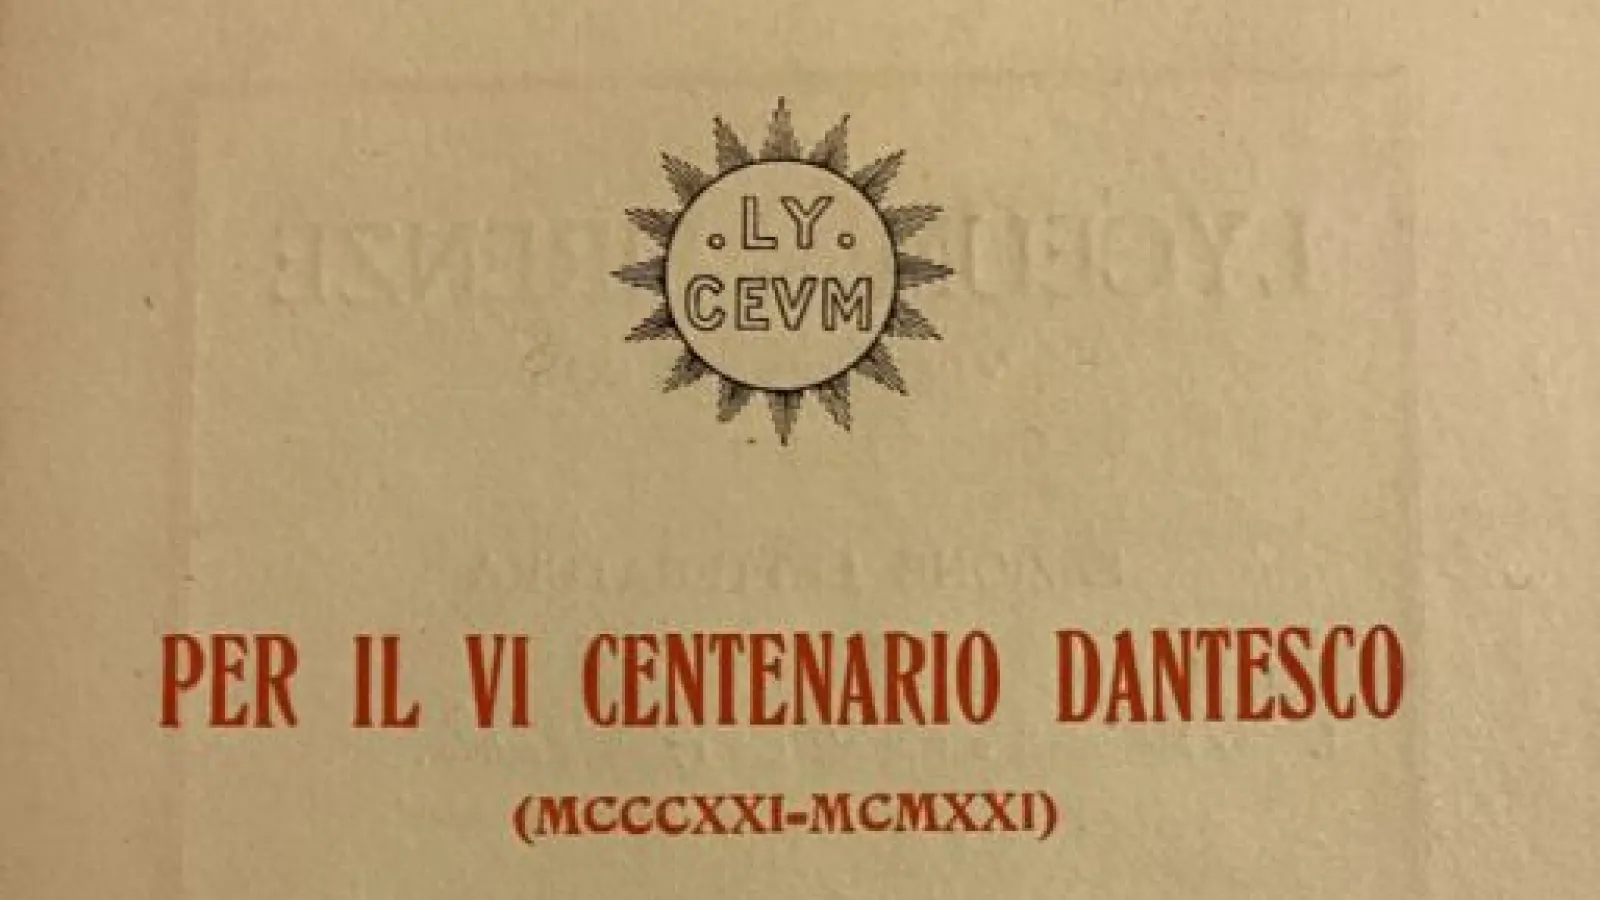 .LY.
CEVM
PER IL VI CENTENARIO DANTESCO
(MCCCXXI-MCMXXI)